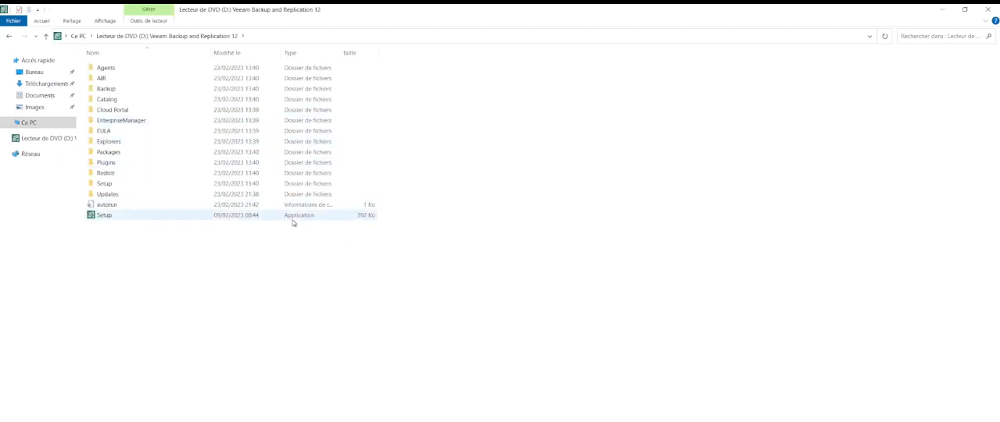 Gérer
Lecteur de DVD (D:) Veeam Backup and Replication 12
Fichier Accueil Partage Affichage Outils de lecteur
Ce PC > Lecteur de DVD (D:) Veeam Backup and Replication 12 >
Rechercher dans : Lecteur de ...
Nom Modifié le Type Taille
Accès rapide
Bureau
Téléchargements
Documents
Images
Ce PC
Lecteur de DVD (D:) V
Réseau
Agents 23/02/2023 13:40 Dossier de fichiers
AIR 23/02/2023 13:40 Dossier de fichiers
Backup 23/02/2023 13:40 Dossier de fichiers
Catalog 23/02/2023 13:40 Dossier de fichiers
Cloud Portal 23/02/2023 13:39 Dossier de fichiers
EnterpriseManager 23/02/2023 13:39 Dossier de fichiers
EULA 23/02/2023 13:39 Dossier de fichiers
Explorers 23/02/2023 13:39 Dossier de fichiers
Packages 23/02/2023 13:40 Dossier de fichiers
Plugins 23/02/2023 13:40 Dossier de fichiers
Redistr 23/02/2023 13:40 Dossier de fichiers
Setup 23/02/2023 13:40 Dossier de fichiers
Updates 23/02/2023 21:38 Dossier de fichiers
autorun 23/02/2023 21:42 Informations de c... 1 Ko
Setup 09/02/2023 00:44 Application 392 Ko